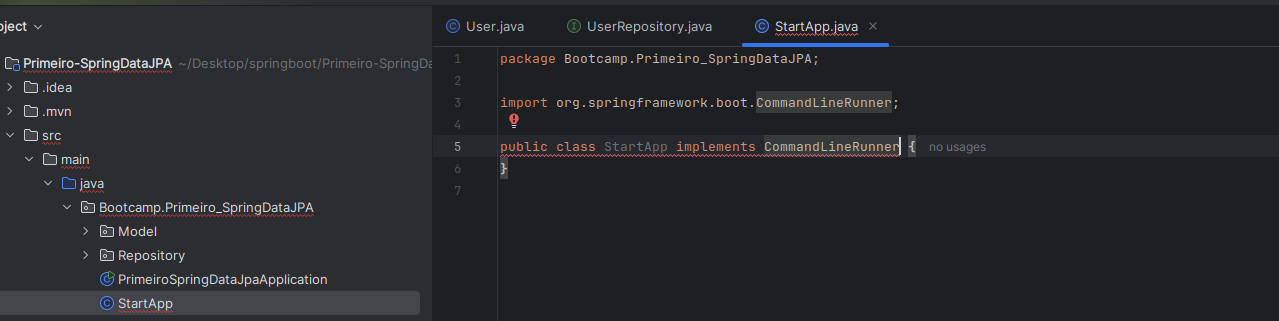 oject
Primeiro-SpringDataJPA ~/Desktop/springboot/Primeiro-SpringDa
.idea
.mvn
src
main
java
Bootcamp.Primeiro_SpringDataJPA
Model
Repository
PrimeiroSpringDataJpaApplication
StartApp
User.java UserRepository.java StartApp.java
1 package Bootcamp.Primeiro_SpringDataJPA;
2
3 import org.springframework.boot.CommandLineRunner;
4
5 public class StartApp implements CommandLineRunner { no usages
6 }
7